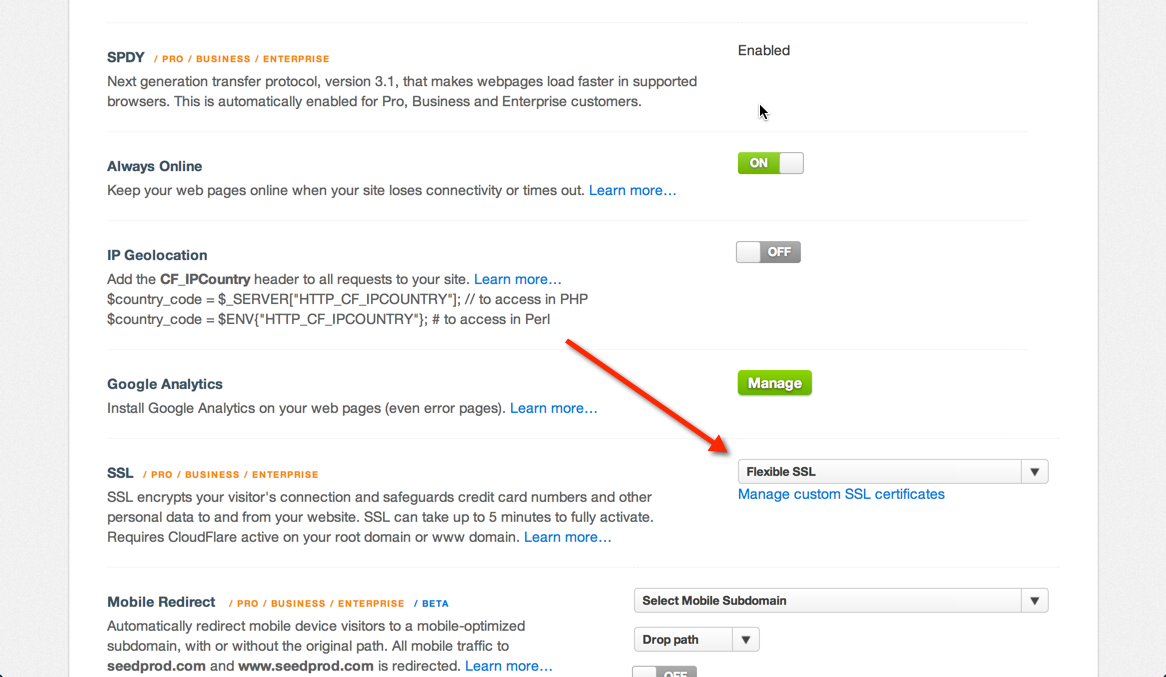 SPDY / PRO / BUSINESS / ENTERPRISE
Enabled
Next generation transfer protocol, version 3.1, that makes webpages load faster in supported
browsers. This is automatically enabled for Pro, Business and Enterprise customers.
Always Online
ON
Keep your web pages online when your site loses connectivity or times out. Learn more…
IP Geolocation
OFF
Add the CF_IPCountry header to all requests to your site. Learn more…
$country_code = $_SERVER["HTTP_CF_IPCOUNTRY"]; // to access in PHP
$country_code = $ENV{"HTTP_CF_IPCOUNTRY"}; # to access in Perl
Google Analytics
Manage
Install Google Analytics on your web pages (even error pages). Learn more…
SSL / PRO / BUSINESS / ENTERPRISE
Flexible SSL
Manage custom SSL certificates
SSL encrypts your visitor's connection and safeguards credit card numbers and other
personal data to and from your website. SSL can take up to 5 minutes to fully activate.
Requires CloudFlare active on your root domain or www domain. Learn more…
Mobile Redirect / PRO / BUSINESS / ENTERPRISE / BETA
Select Mobile Subdomain
Automatically redirect mobile device visitors to a mobile-optimized
subdomain, with or without the original path. All mobile traffic to
seedprod.com and www.seedprod.com is redirected. Learn more…
Drop path
OFF